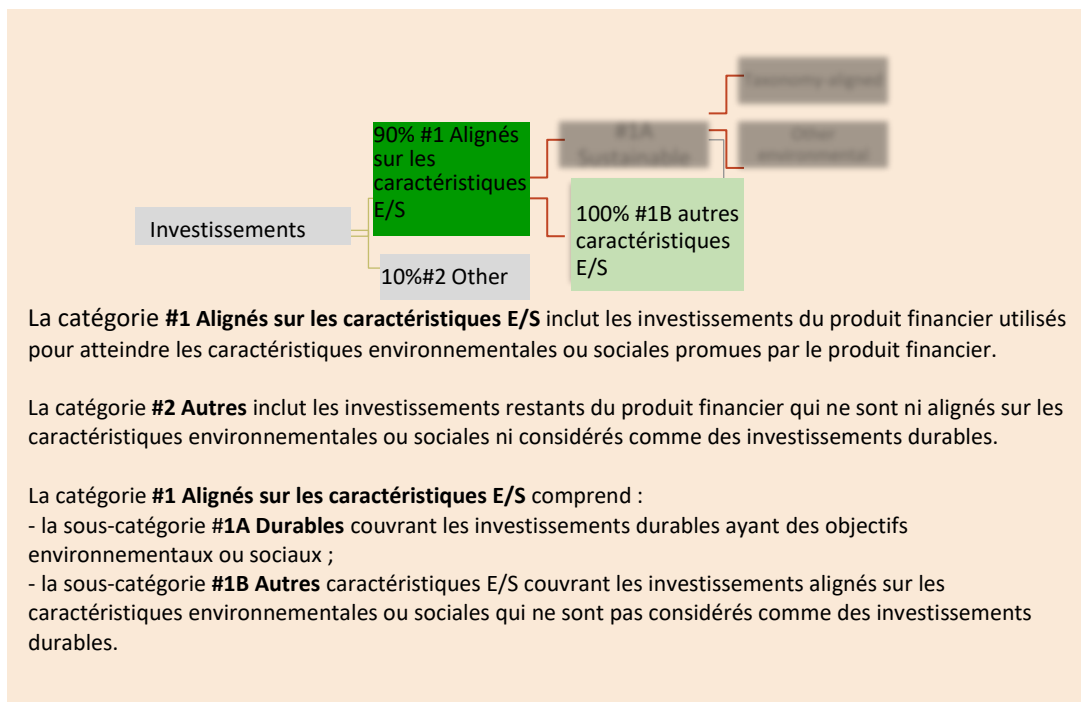 Taxonomy-aligned
90% #1 Alignés
sur les
caractéristiques
E/S
#1A
Sustainable
Other
environmental
Investissements
100% #1B autres
caractéristiques
E/S
10%#2 Other
La catégorie #1 Alignés sur les caractéristiques E/S inclut les investissements du produit financier utilisés
pour atteindre les caractéristiques environnementales ou sociales promues par le produit financier.
La catégorie #2 Autres inclut les investissements restants du produit financier qui ne sont ni alignés sur les
caractéristiques environnementales ou sociales ni considérés comme des investissements durables.
La catégorie #1 Alignés sur les caractéristiques E/S comprend :
- la sous-catégorie #1A Durables couvrant les investissements durables ayant des objectifs
environnementaux ou sociaux ;
- la sous-catégorie #1B Autres caractéristiques E/S couvrant les investissements alignés sur les
caractéristiques environnementales ou sociales qui ne sont pas considérés comme des investissements
durables.